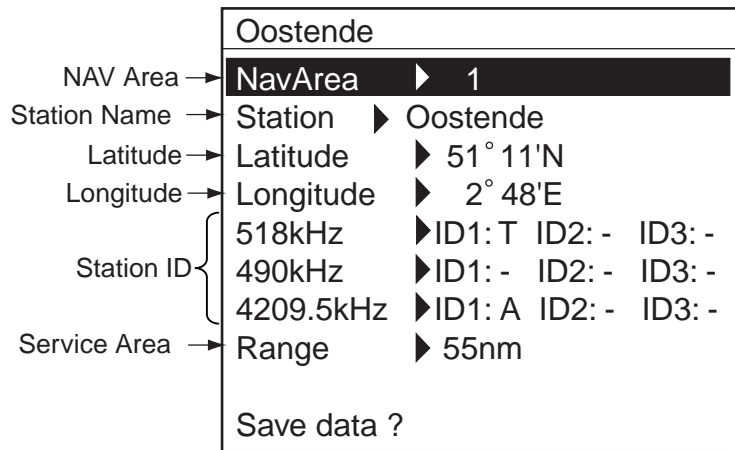 Oostende
NAV Area NavArea 1
Station Name Station Oostende
Latitude Latitude 51°11'N
Longitude Longitude 2°48'E
518kHz ID1: T ID2: - ID3: -
Station ID 490kHz ID1: - ID2: - ID3: -
4209.5kHz ID1: A ID2: - ID3: -
Service Area Range 55nm
Save data ?